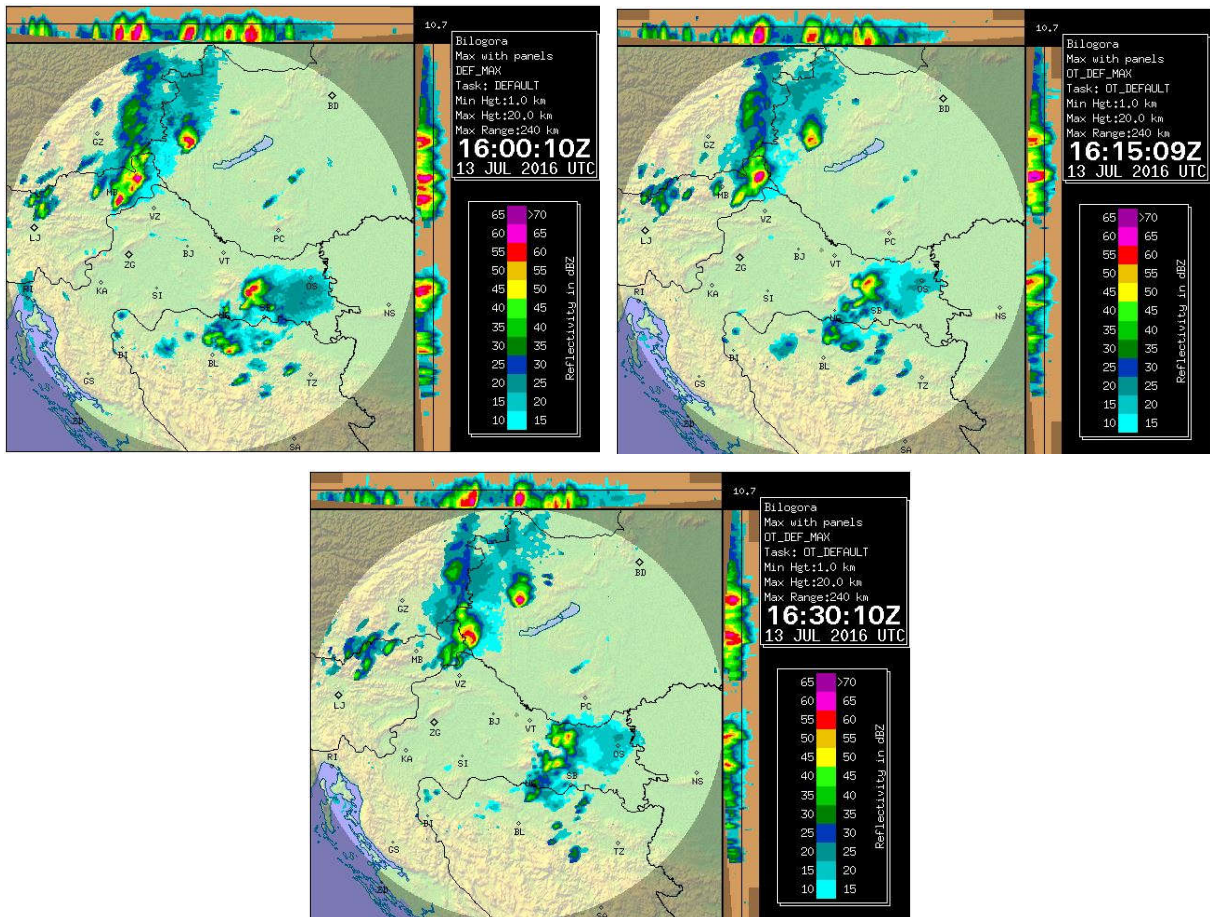 10.7
Bilogora
Max with panels
DEF_MAX
Task: DEFAULT
Min Hgt:1.0 km
Max Hgt:20.0 km
Max Range:240 km
16:00:10Z
13 JUL 2016 UTC
65 >70
60 65
55 60
50 55
45 50
40 45
35 40
30 35
25 30
20 25
15 20
10 15
Reflectivity in dBZ
BD
GZ
MB
VZ
LJ
PC
ZG
BJ
VT
RI
KA
SI
OS
NS
BI
BL
GS
TZ
ZD
SA
10.7
Bilogora
Max with panels
OT_DEF_MAX
Task: OT_DEFAULT
Min Hgt:1.0 km
Max Hgt:20.0 km
Max Range:240 km
16:15:09Z
13 JUL 2016 UTC
65 >70
60 65
55 60
50 55
45 50
40 45
35 40
30 35
25 30
20 25
15 20
10 15
Reflectivity in dBZ
BD
GZ
MB
VZ
LJ
PC
ZG
BJ
VT
RI
KA
SI
OS
NG
SB
NS
BI
BL
GS
TZ
ZD
SA
10.7
Bilogora
Max with panels
OT_DEF_MAX
Task: OT_DEFAULT
Min Hgt:1.0 km
Max Hgt:20.0 km
Max Range:240 km
16:30:10Z
13 JUL 2016 UTC
65 >70
60 65
55 60
50 55
45 50
40 45
35 40
30 35
25 30
20 25
15 20
10 15
Reflectivity in dBZ
BD
GZ
MB
VZ
LJ
PC
ZG
BJ
VT
RI
KA
SI
OS
SB
NS
BI
BL
GS
TZ
ZD